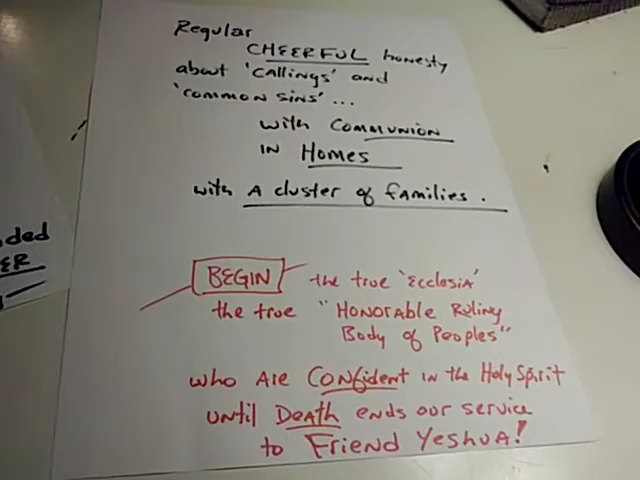 Regular
CHEERFUL honesty
about 'callings' and
'common sins' ...
with Communion
in Homes
with A cluster of families.
BEGIN the true 'Ecclesia'
the true "Honorable Ruling
Body of Peoples"
who are Confident in the Holy Spirit
until Death ends our service
to Friend Yeshua!
ded
ER